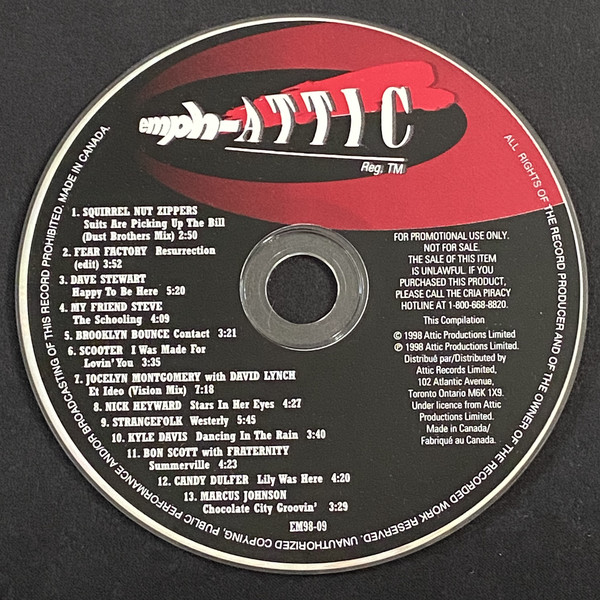 emph-ATTIC
Reg. TM
1. SQUIRREL NUT ZIPPERS
Suits Are Picking Up The Bill
(Dust Brothers Mix) 2:50
2. FEAR FACTORY Resurrection
(edit) 3:52
3. DAVE STEWART
Happy To Be Here 5:20
4. MY FRIEND STEVE
The Schooling 4:09
5. BROOKLYN BOUNCE Contact 3:21
6. SCOOTER I Was Made For
Lovin' You 3:35
7. JOCELYN MONTGOMERY with DAVID LYNCH
Et Ideo (Vision Mix) 7:18
8. NICK HEYWARD Stars In Her Eyes 4:27
9. STRANGEFOLK Westerly 5:45
10. KYLE DAVIS Dancing In The Rain 3:40
11. BON SCOTT with FRATERNITY
Summerville 4:23
12. CANDY DULFER Lily Was Here 4:20
13. MARCUS JOHNSON
Chocolate City Groovin' 3:29
EM98-09
FOR PROMOTIONAL USE ONLY.
NOT FOR SALE.
THE SALE OF THIS ITEM
IS UNLAWFUL. IF YOU
PURCHASED THIS PRODUCT,
PLEASE CALL THE CRIA PIRACY
HOTLINE AT 1-800-668-8820.
This Compilation
© 1998 Attic Productions Limited
℗ 1998 Attic Productions Limited.
Distribué par/Distributed by
Attic Records Limited,
102 Atlantic Avenue,
Toronto Ontario M6K 1X9.
Under licence from Attic
Productions Limited.
Made in Canada/
Fabriqué au Canada.
ALL RIGHTS OF THE RECORD PRODUCER AND OF THE OWNER OF THE RECORDED WORK RESERVED. UNAUTHORIZED COPYING, PUBLIC PERFORMANCE AND/OR BROADCASTING OF THIS RECORD PROHIBITED. MADE IN CANADA.